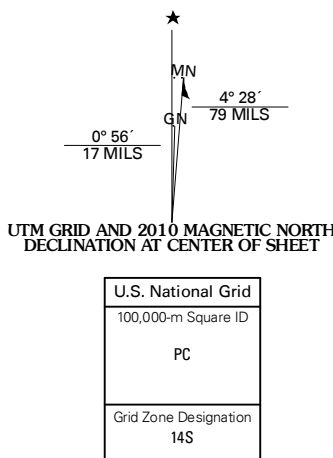 ★
MN
4° 28´
79 MILS
GN
0° 56´
17 MILS
UTM GRID AND 2010 MAGNETIC NORTH
DECLINATION AT CENTER OF SHEET
U.S. National Grid
100,000-m Square ID
PC
Grid Zone Designation
14S